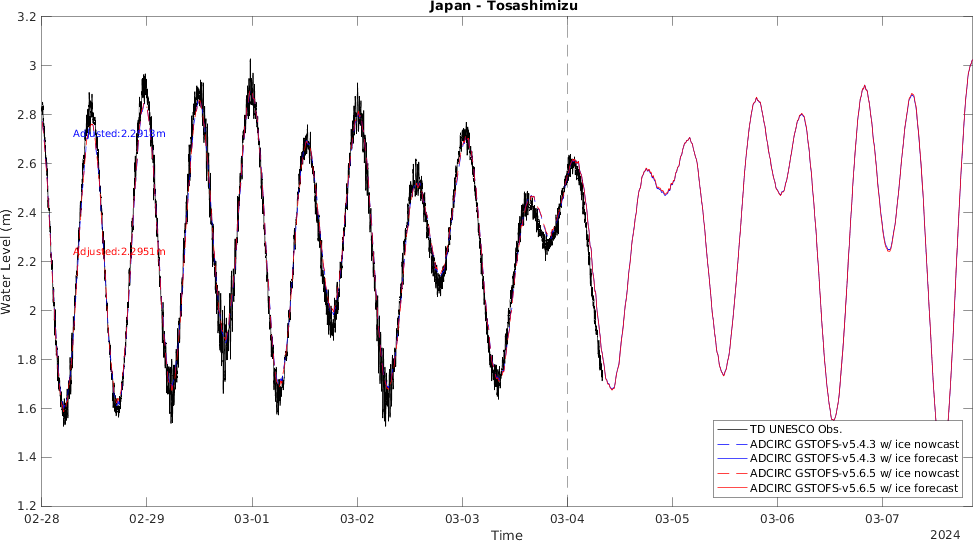 Japan - Tosashimizu
3.2
3
2.8
2.6
2.4
2.2
2
1.8
1.6
1.4
1.2
Water Level (m)
Adjusted:2.2913m
Adjusted:2.2951m
TD UNESCO Obs.
ADCIRC GSTOFS-v5.4.3 w/ ice nowcast
ADCIRC GSTOFS-v5.4.3 w/ ice forecast
ADCIRC GSTOFS-v5.6.5 w/ ice nowcast
ADCIRC GSTOFS-v5.6.5 w/ ice forecast
02-28 02-29 03-01 03-02 03-03 03-04 03-05 03-06 03-07
Time
2024